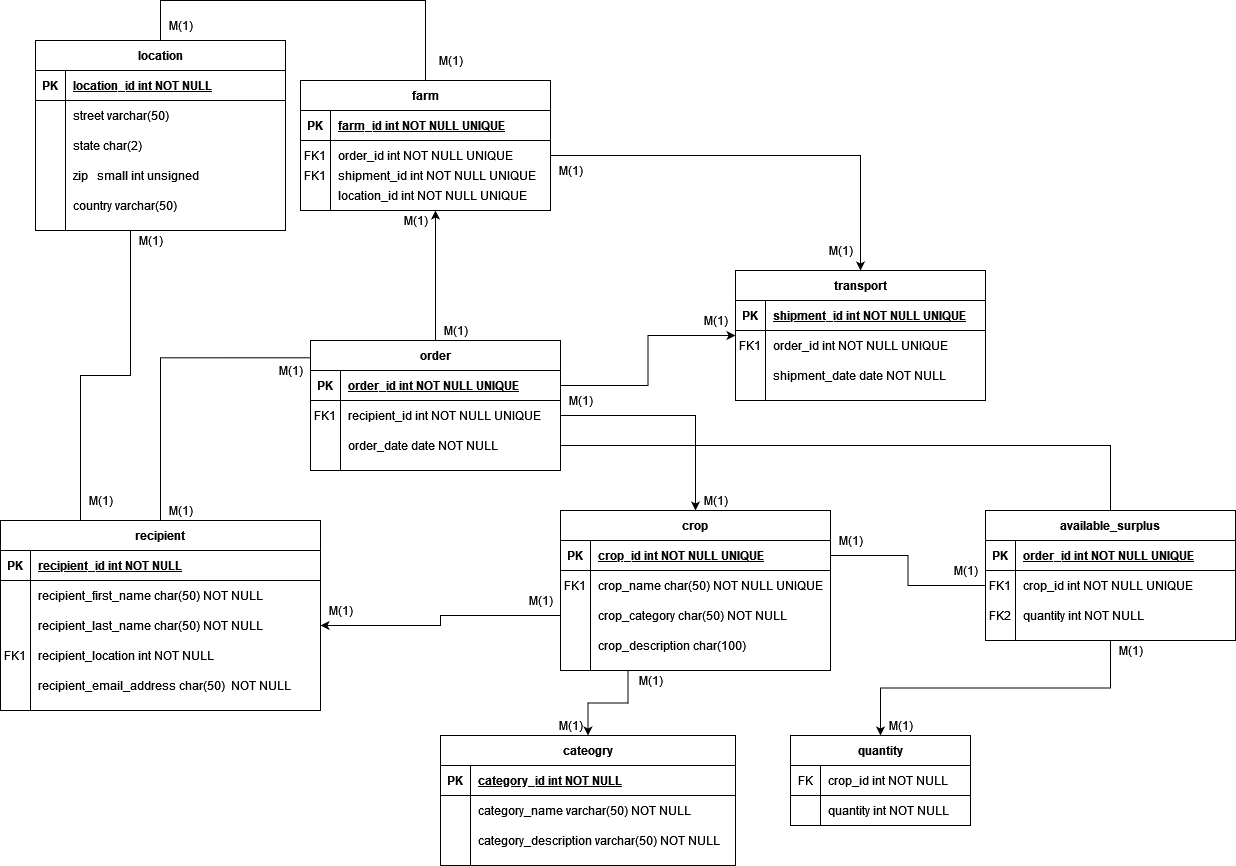 M(1)
location
PK location_id int NOT NULL
street varchar(50)
state char(2)
zip   small int unsigned
country varchar(50)
M(1)
M(1)
farm
PK farm_id int NOT NULL UNIQUE
FK1 order_id int NOT NULL UNIQUE
FK1 shipment_id int NOT NULL UNIQUE
location_id int NOT NULL UNIQUE
M(1)
M(1)
M(1)
M(1)
transport
PK shipment_id int NOT NULL UNIQUE
FK1 order_id int NOT NULL UNIQUE
shipment_date date NOT NULL
M(1)
M(1)
order
PK order_id int NOT NULL UNIQUE
FK1 recipient_id int NOT NULL UNIQUE
order_date date NOT NULL
M(1)
M(1)
M(1)
M(1)
recipient
PK recipient_id int NOT NULL
recipient_first_name char(50) NOT NULL
recipient_last_name char(50) NOT NULL
FK1 recipient_location int NOT NULL
recipient_email_address char(50)  NOT NULL
M(1)
M(1)
M(1)
crop
PK crop_id int NOT NULL UNIQUE
FK1 crop_name char(50) NOT NULL UNIQUE
crop_category char(50) NOT NULL
crop_description char(100)
M(1)
M(1)
M(1)
available_surplus
PK order_id int NOT NULL UNIQUE
FK1 crop_id int NOT NULL UNIQUE
FK2 quantity int NOT NULL
M(1)
M(1)
cateogry
PK category_id int NOT NULL
category_name varchar(50) NOT NULL
category_description varchar(50) NOT NULL
M(1)
quantity
FK crop_id int NOT NULL
quantity int NOT NULL